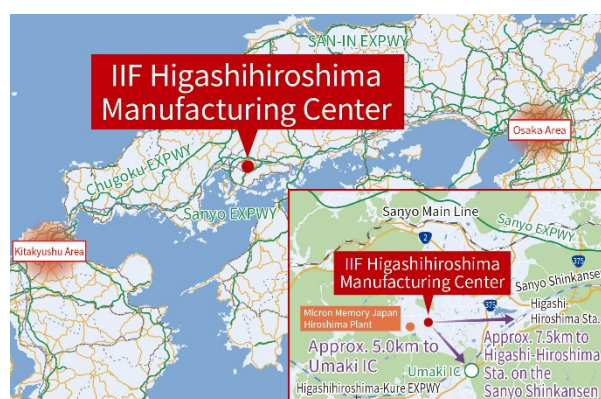 SAN-IN EXPWY
IIF Higashihiroshima
Manufacturing Center
Osaka Area
Chugoku EXPWY
Sanyo EXPWY
Kitakyushu Area
Sanyo Main Line
Sanyo EXPWY
2
375
IIF Higashihiroshima
Manufacturing Center
Sanyo Shinkansen
375
Higashi-
Hiroshima Sta.
Micron Memory Japan
Hiroshima Plant
Approx. 5.0km to
Umaki IC
Approx. 7.5km to
Higashi-Hiroshima
Sta. on the
Sanyo Shinkansen
Umaki IC
Higashihiroshima-Kure EXPWY